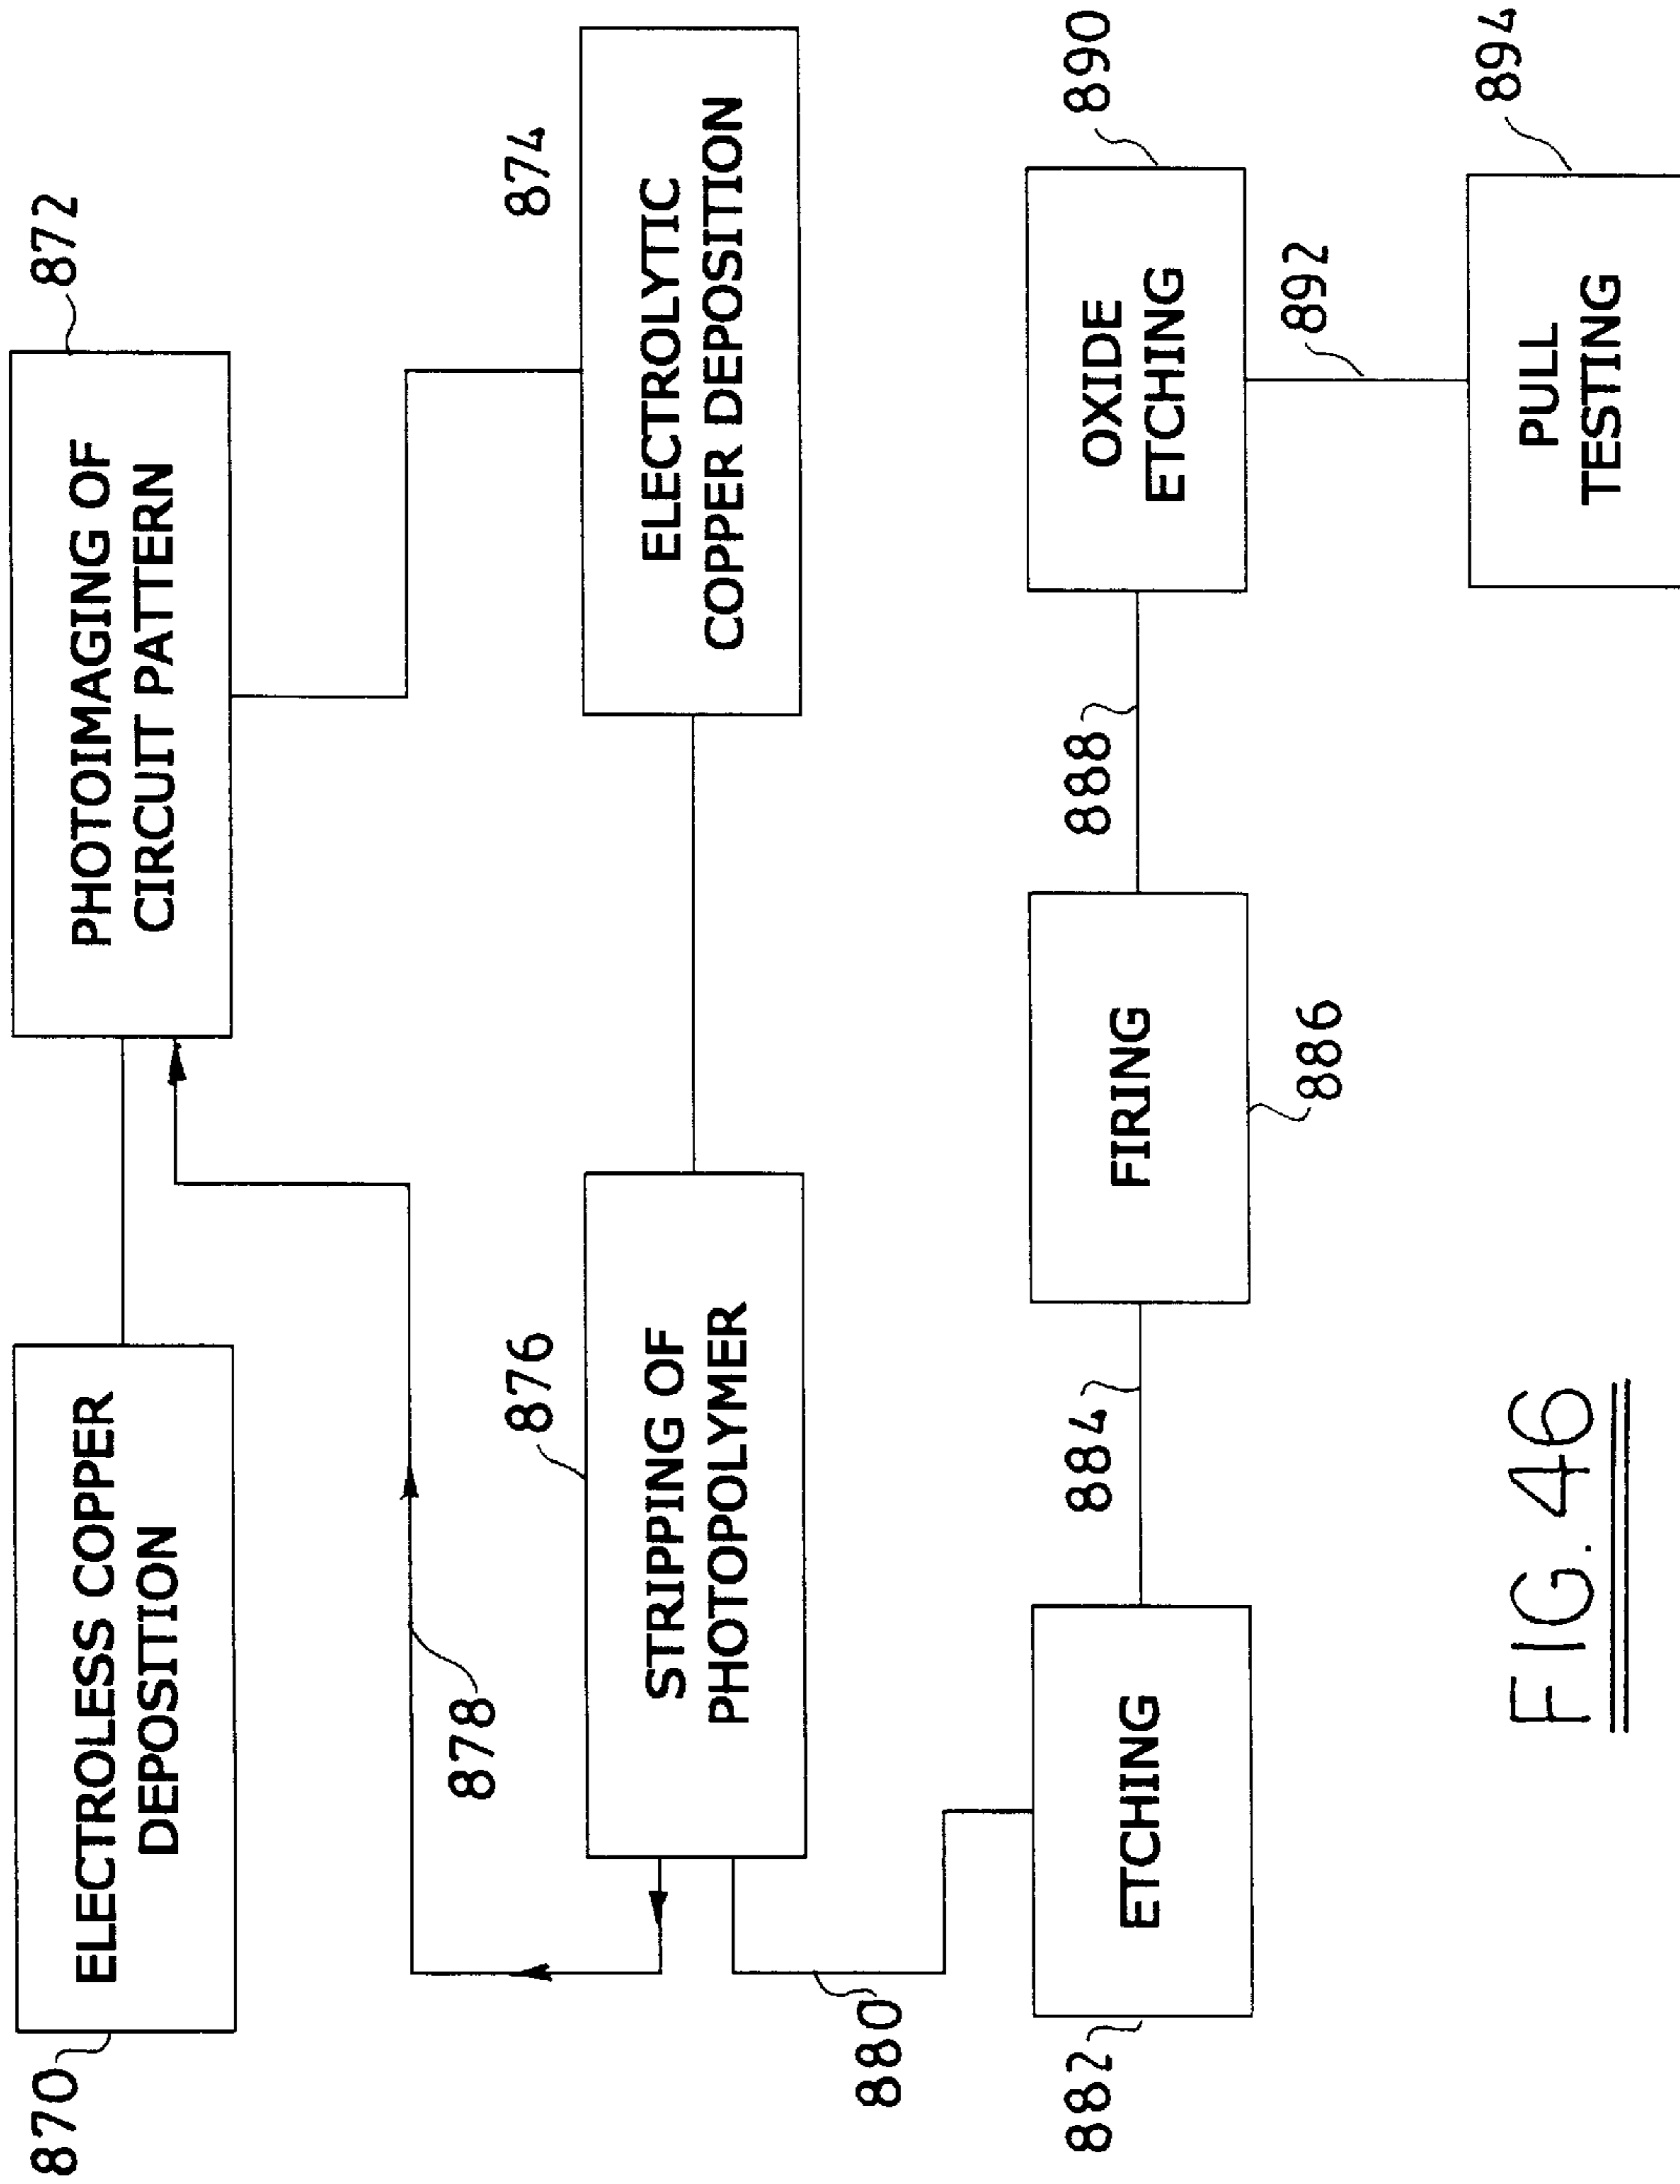 870
ELECTROLESS COPPER
DEPOSITION
PHOTOIMAGING OF
CIRCUIT PATTERN
872
878
876
STRIPPING OF
PHOTOPOLYMER
ELECTROLYTIC
COPPER DEPOSITION
874
880
882
ETCHING
884
FIRING
886
888
OXIDE
ETCHING
890
892
PULL
TESTING
894
FIG. 46